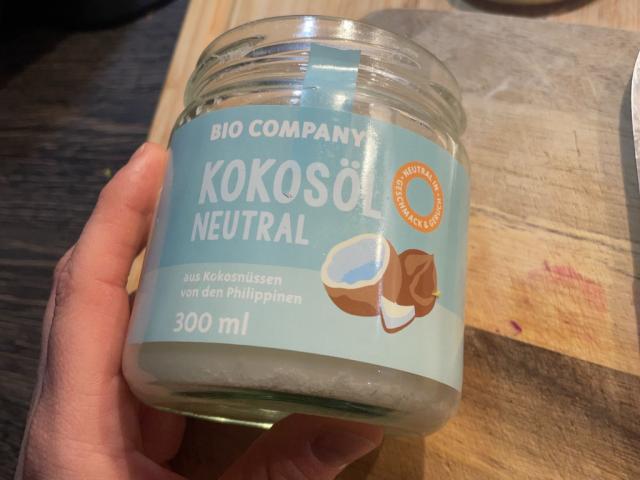 BIO COMPANY
KOKOSÖL
NEUTRAL
NEUTRAL IN
GESCHMACK & GERUCH
aus Kokosnüssen
von den Philippinen
300 ml